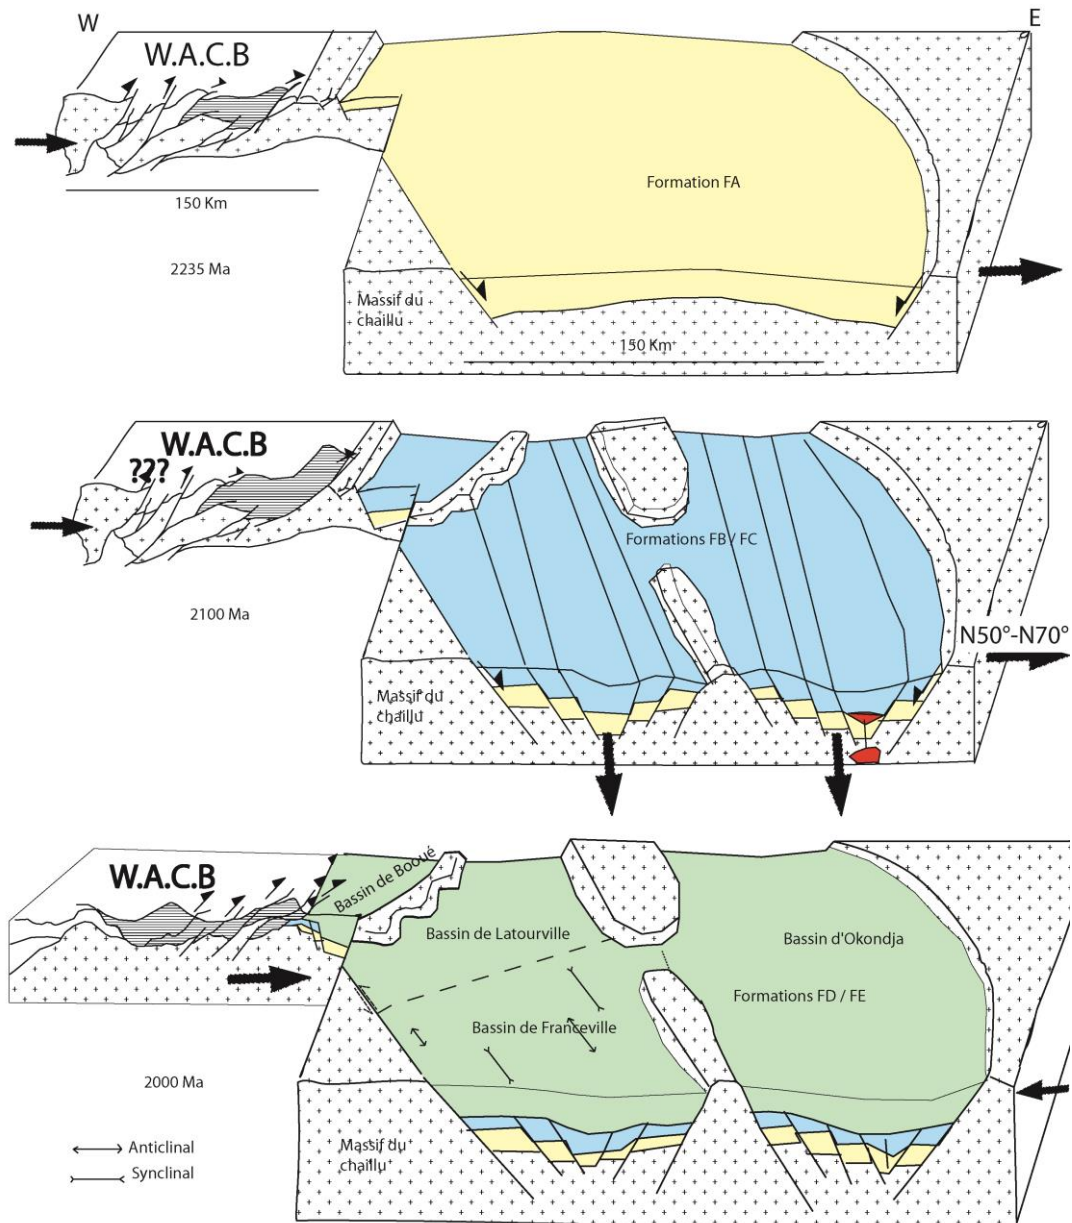 W
E
W.A.C.B
Formation FA
150 Km
2235 Ma
Massif du
chaillu
150 Km
W.A.C.B
???
Formations FB / FC
2100 Ma
N50°-N70°
Massif du
chaillu
W.A.C.B
Bassin de Booué
Bassin de Latourville
Bassin d'Okondja
Formations FD / FE
Bassin de Franceville
2000 Ma
Anticlinal
Massif du
chaillu
Synclinal